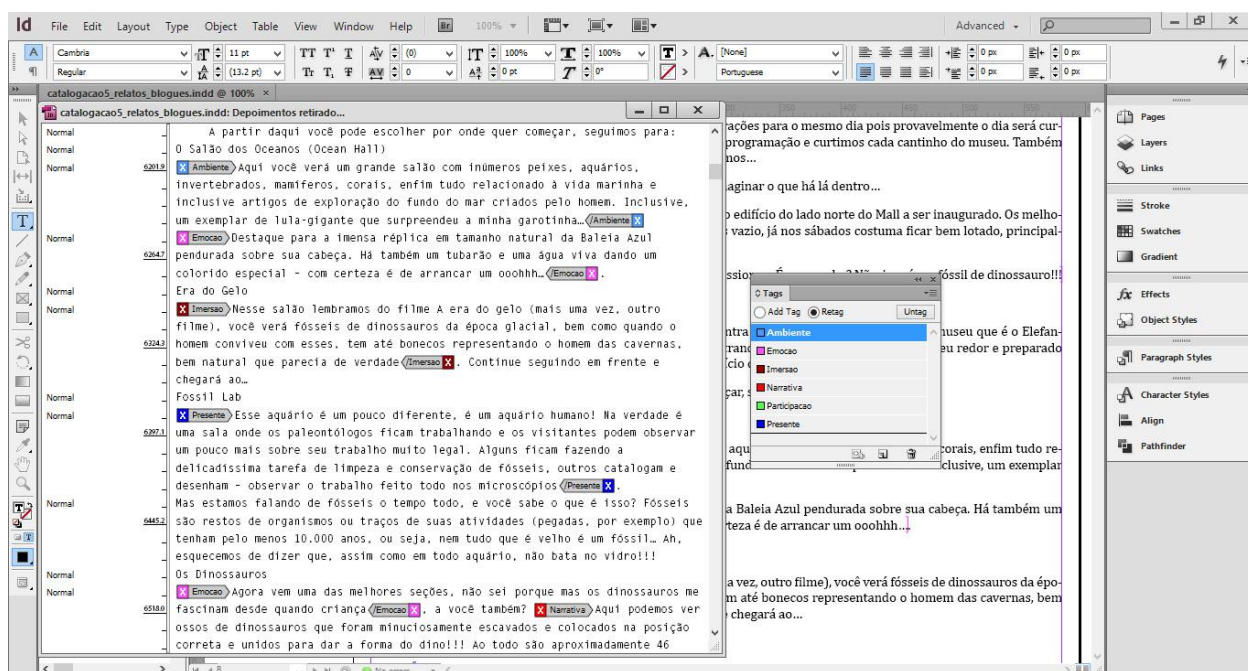 Id File Edit Layout Type Object Table View Window Help Br 100% Advanced
A Cambria 11 pt TT T¹ T (0) 100% 100% T A. [None] 0 px 0 px
¶ Regular (13.2 pt) Tr T, T 0 0 pt 0° Portuguese 0 px 0 px
catalogacao5_relatos_blogues.indd @ 100% ×
catalogacao5_relatos_blogues.indd: Depoimentos retirado...
Normal A partir daqui você pode escolher por onde quer começar, seguimos para:
Normal O Salão dos Oceanos (Ocean Hall)
Normal 6201.9 Ambiente Aqui você verá um grande salão com inúmeros peixes, aquários,
invertebrados, mamíferos, corais, enfim tudo relacionado à vida marinha e
inclusive artigos de exploração do fundo do mar criados pelo homem. Inclusive,
um exemplar de lula-gigante que surpreendeu a minha garotinha…/Ambiente
Normal Emocao Destaque para a imensa réplica em tamanho natural da Baleia Azul
6264.7 pendurada sobre sua cabeça. Há também um tubarão e uma água viva dando um
colorido especial - com certeza é de arrancar um ooohhh…/Emocao .
Normal Era do Gelo
Normal Imersao Nesse salão lembramos do filme A era do gelo (mais uma vez, outro
filme), você verá fósseis de dinossauros da época glacial, bem como quando o
6324.3 homem conviveu com esses, tem até bonecos representando o homem das cavernas,
bem natural que parecia de verdade/Imersao . Continue seguindo em frente e
chegará ao…
Normal Fossil Lab
Normal Presente Esse aquário é um pouco diferente, é um aquário humano! Na verdade é
6397.1 uma sala onde os paleontólogos ficam trabalhando e os visitantes podem observar
um pouco mais sobre seu trabalho muito legal. Alguns ficam fazendo a
delicadíssima tarefa de limpeza e conservação de fósseis, outros catalogam e
desenham - observar o trabalho feito todo nos microscópios/Presente .
Normal Mas estamos falando de fósseis o tempo todo, e você sabe o que é isso? Fósseis
6445.2 são restos de organismos ou traços de suas atividades (pegadas, por exemplo) que
tenham pelo menos 10.000 anos, ou seja, nem tudo que é velho é um fóssil… Ah,
esquecemos de dizer que, assim como em todo aquário, não bata no vidro!!!
Normal Os Dinossauros
Normal Emocao Agora vem uma das melhores seções, não sei porque mas os dinossauros me
6518.0 fascinam desde quando criança/Emocao , a você também? Narrativa Aqui podemos ver
ossos de dinossauros que foram minuciosamente escavados e colocados na posição
correta e unidos para dar a forma do dino!!! Ao todo são aproximadamente 46
350 400 450 500 550 600
rações para o mesmo dia pois provavelmente o dia será cur-
programação e curtimos cada cantinho do museu. Também
mos...
aginar o que há lá dentro...
o edifício do lado norte do Mall a ser inaugurado. Os melho-
s vazio, já nos sábados costuma ficar bem lotado, principal-
fóssil de dinossauro!!!
museu que é o Elefan-
eu redor e preparado
corais, enfim tudo re-
clusive, um exemplar
a Baleia Azul pendurada sobre sua cabeça. Há também um
rteza é de arrancar um ooohhh...
a vez, outro filme), você verá fósseis de dinossauros da épo-
m até bonecos representando o homem das cavernas, bem
chegará ao...
Tags
Add Tag Retag Untag
Ambiente
Emocao
Imersao
Narrativa
Participacao
Presente
Pages
Layers
Links
Stroke
Swatches
Gradient
Effects
Object Styles
Paragraph Styles
Character Styles
Align
Pathfinder